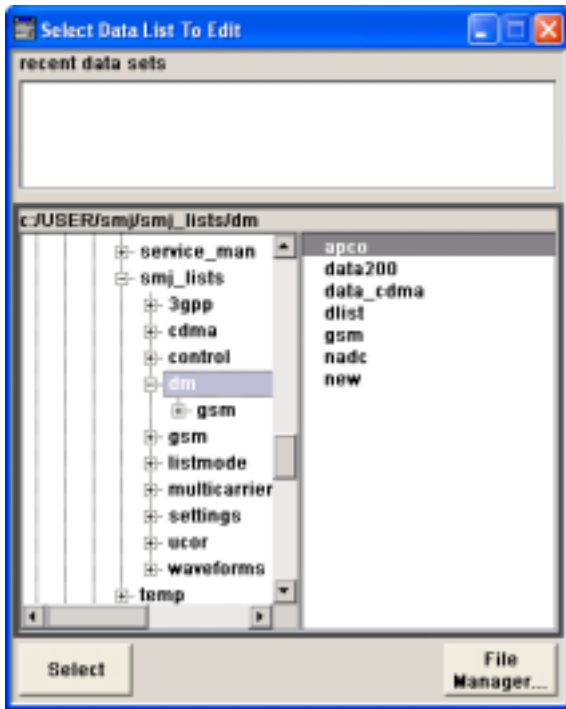 Select Data List To Edit
recent data sets
c:/USER/smj/smj_lists/dm
service_man
smj_lists
3gpp
cdma
control
dm
gsm
gsm
listmode
multicarrier
settings
ucor
waveforms
temp
apco
data200
data_cdma
dlist
gsm
nadc
new
Select
File
Manager...